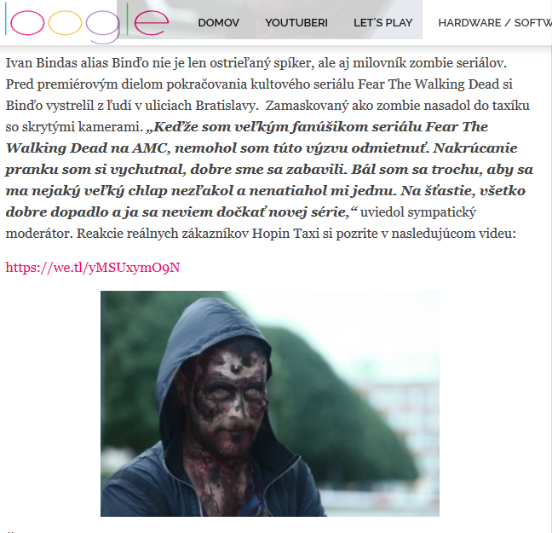 loogle DOMOV YOUTUBERI LET'S PLAY HARDWARE / SOFTW
Ivan Bindas alias Binďo nie je len ostrieľaný spíker, ale aj milovník zombie seriálov.
Pred premiérovým dielom pokračovania kultového seriálu Fear The Walking Dead si
Binďo vystrelil z ľudí v uliciach Bratislavy. Zamaskovaný ako zombie nasadol do taxíku
so skrytými kamerami. „Keďže som veľkým fanúšikom seriálu Fear The
Walking Dead na AMC, nemohol som túto výzvu odmietnuť. Nakrúcanie
pranku som si vychutnal, dobre sme sa zabavili. Bál som sa trochu, aby sa
ma nejaký veľký chlap nezľakol a nenatiahol mi jednu. Na šťastie, všetko
dobre dopadlo a ja sa neviem dočkať novej série,“ uviedol sympatický
moderátor. Reakcie reálnych zákazníkov Hopin Taxi si pozrite v nasledujúcom videu:
https://we.tl/yMSUxymO9N